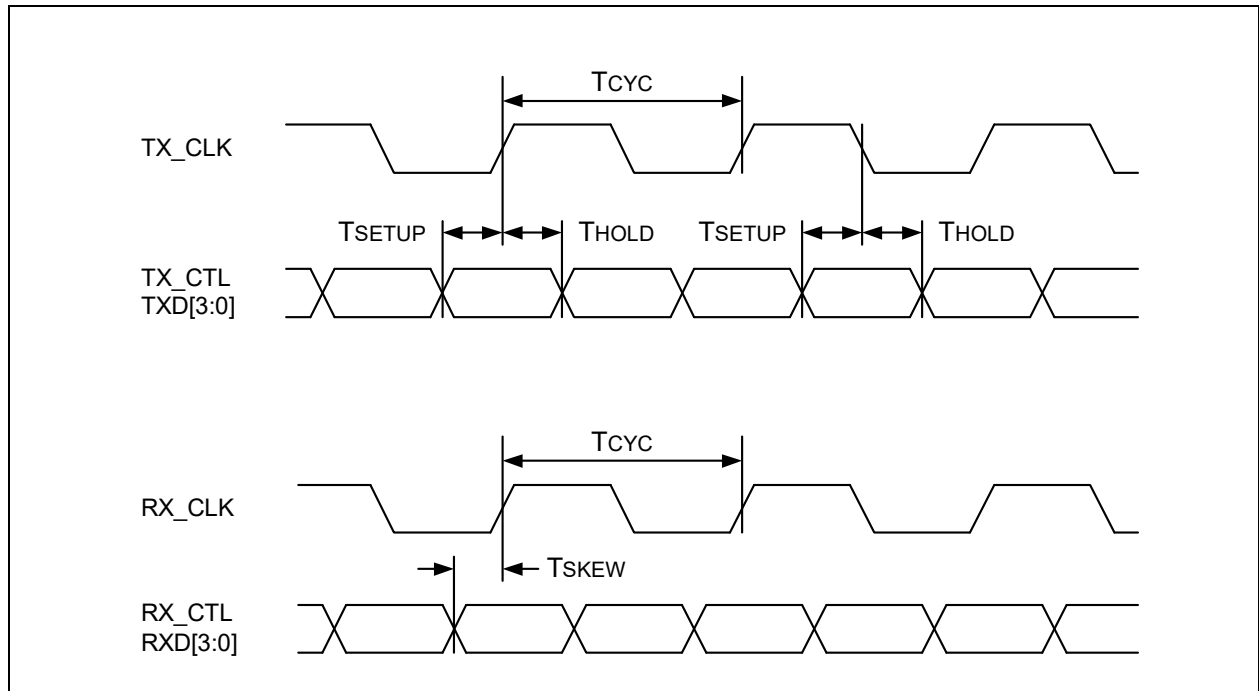 TCYC
TX_CLK
TSETUP THOLD TSETUP THOLD
TX_CTL
TXD[3:0]
TCYC
RX_CLK
TSKEW
RX_CTL
RXD[3:0]